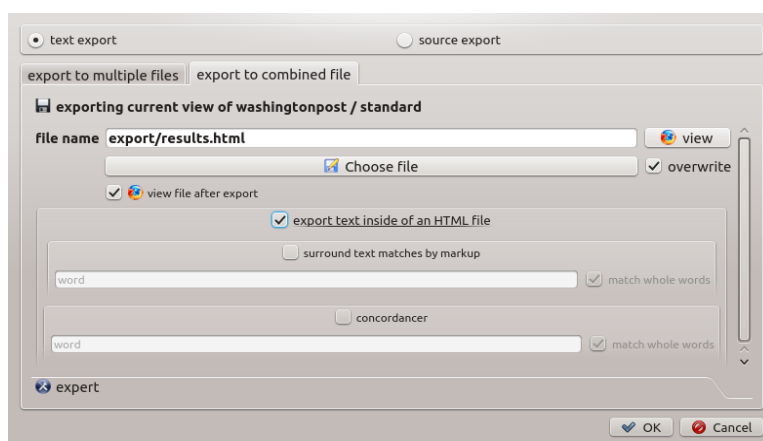 text export source export
export to multiple files export to combined file
exporting current view of washingtonpost / standard
file name export/results.html view
Choose file overwrite
view file after export
export text inside of an HTML file
surround text matches by markup
word match whole words
concordancer
word match whole words
expert
OK Cancel